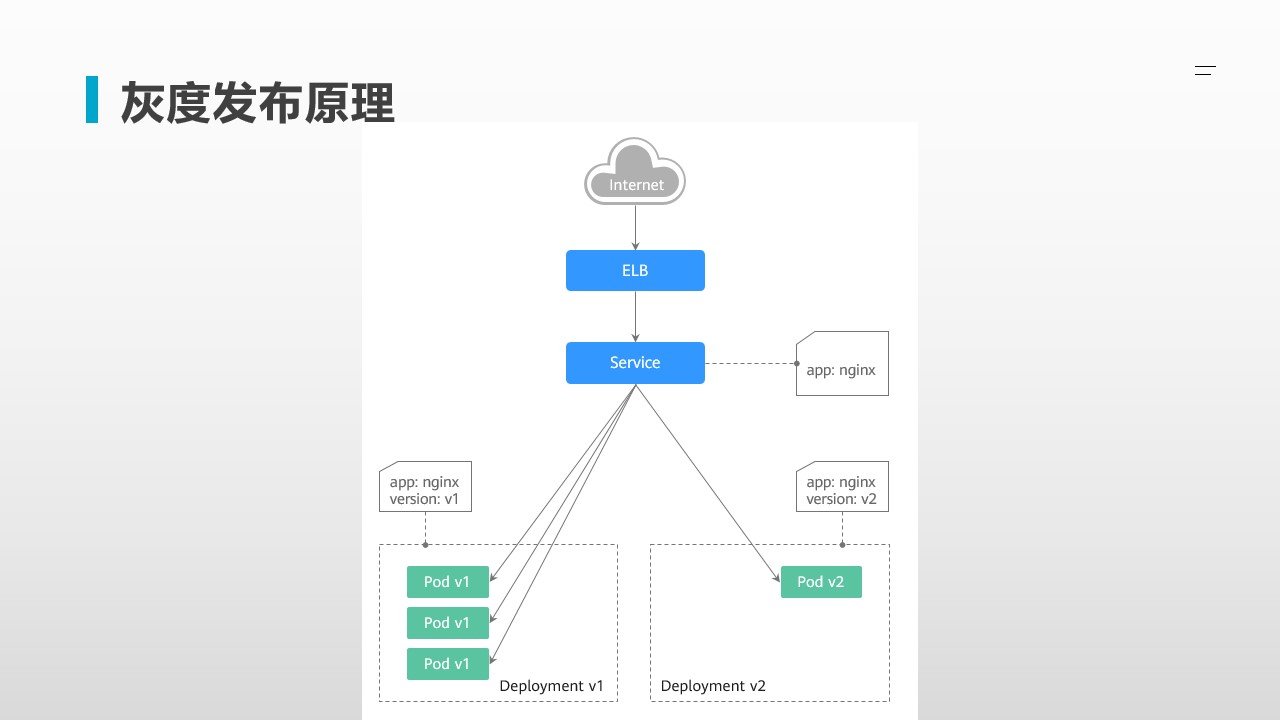 灰度发布原理
Internet
ELB
Service
app: nginx
app: nginx
version: v1
app: nginx
version: v2
Pod v1
Pod v2
Pod v1
Pod v1
Deployment v1
Deployment v2